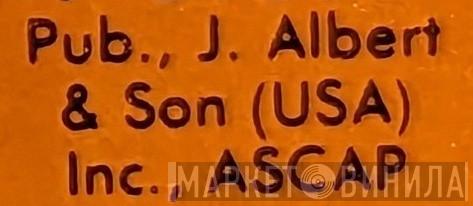 Pub., J. Albert
& Son (USA)
Inc., ASCAP
МАРКЕТ ВИНИЛА